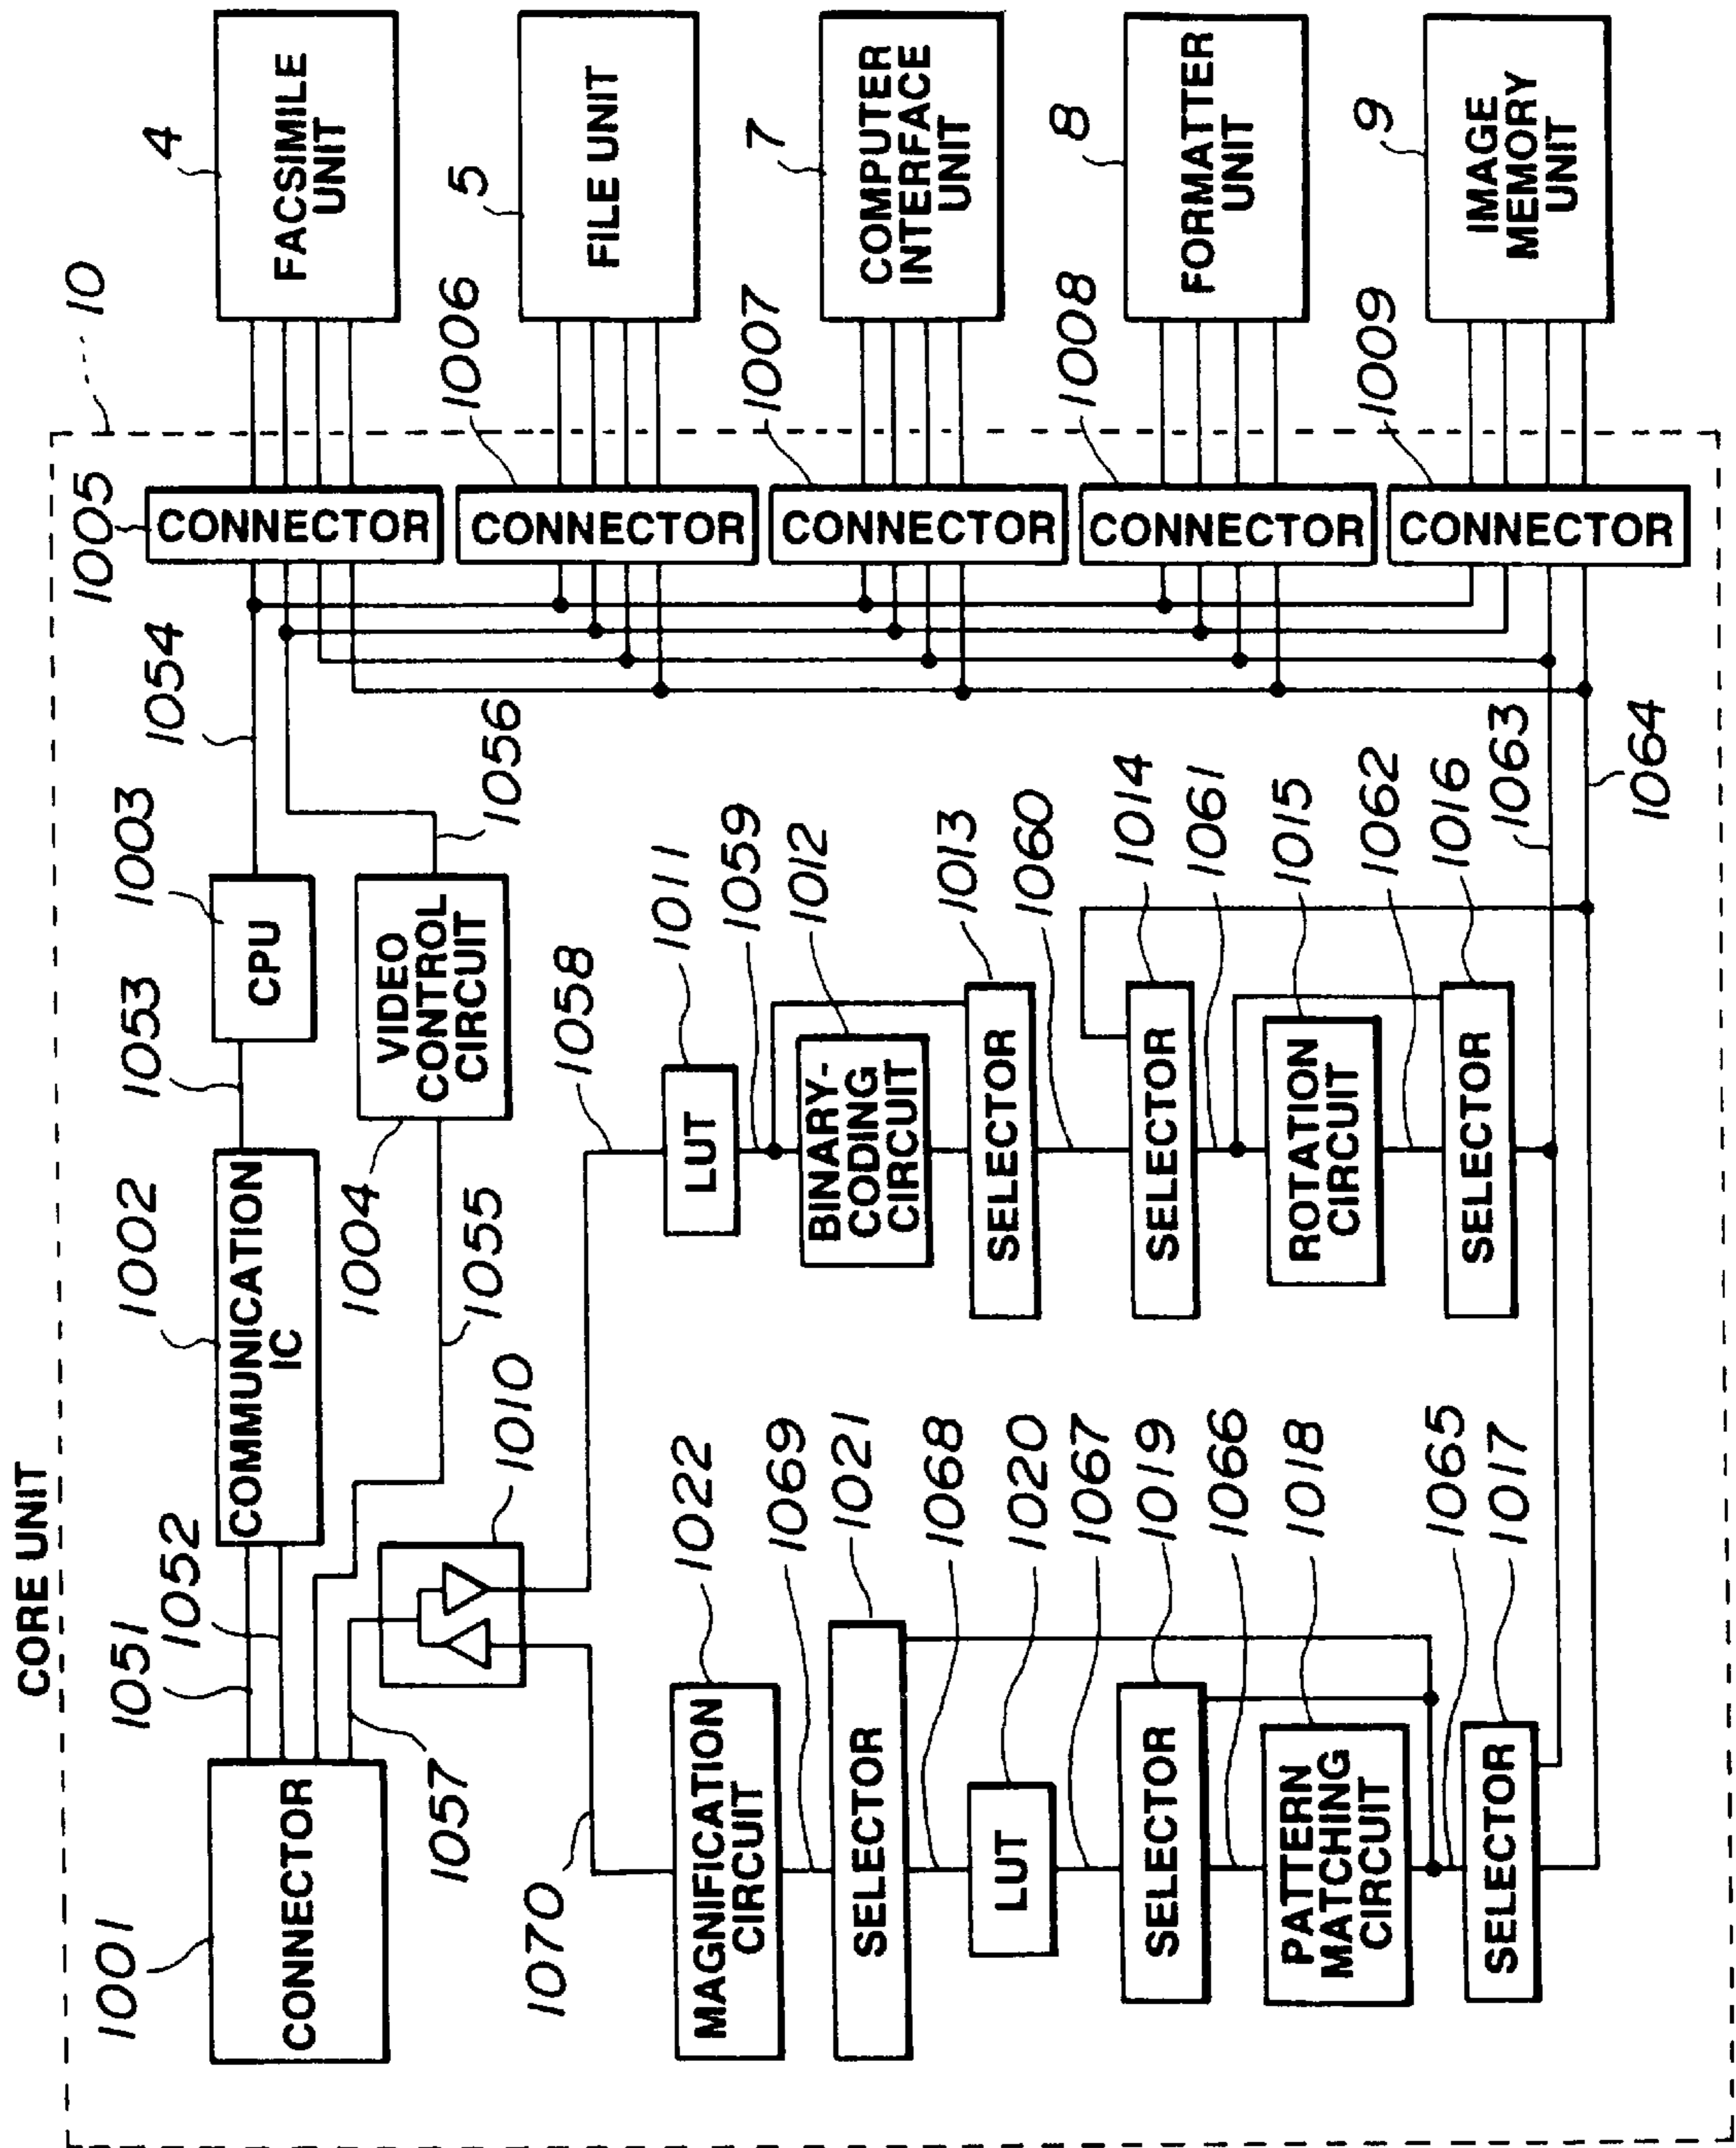 CORE UNIT
10
1001
CONNECTOR
1051
1052
1002
COMMUNICATION
IC
1053
1003
CPU
1054
1005
CONNECTOR
4
FACSIMILE
UNIT
1057
1010
1004
VIDEO
CONTROL
CIRCUIT
1055
1056
1006
CONNECTOR
5
FILE UNIT
1070
1058
1022
MAGNIFICATION
CIRCUIT
1069
1021
SELECTOR
1068
1020
LUT
1067
1019
SELECTOR
1066
1018
PATTERN
MATCHING
CIRCUIT
1065
1017
SELECTOR
1011
LUT
1059
1012
BINARY-
CODING
CIRCUIT
1013
SELECTOR
1060
1014
SELECTOR
1061
1015
ROTATION
CIRCUIT
1062
1016
SELECTOR
1063
1064
1007
CONNECTOR
7
COMPUTER
INTERFACE
UNIT
1008
CONNECTOR
8
FORMATTER
UNIT
1009
CONNECTOR
9
IMAGE
MEMORY
UNIT